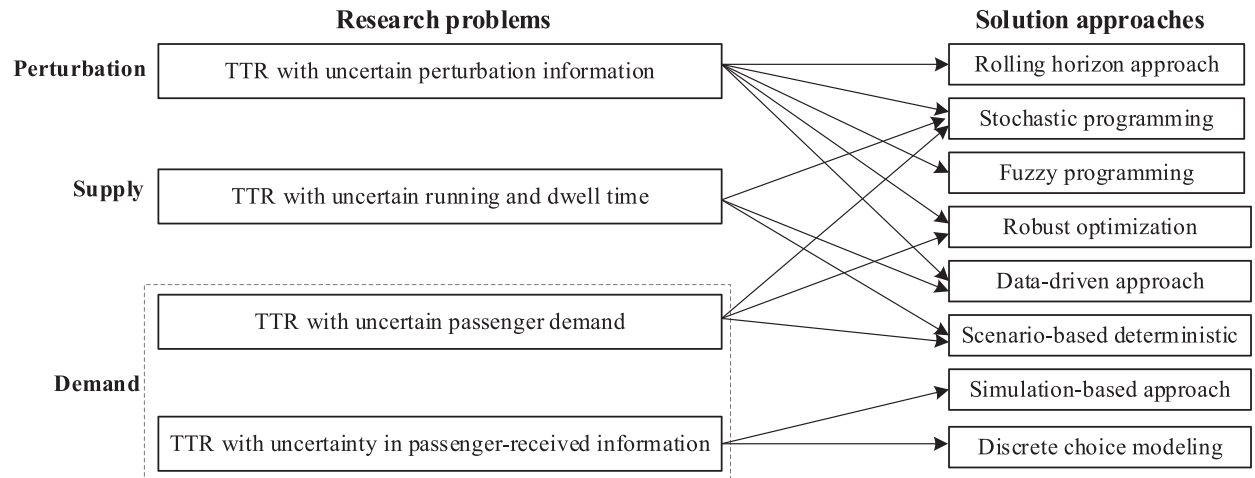 Research problems
Solution approaches
Perturbation
TTR with uncertain perturbation information
Rolling horizon approach
Stochastic programming
Fuzzy programming
Supply
TTR with uncertain running and dwell time
Robust optimization
Data-driven approach
TTR with uncertain passenger demand
Scenario-based deterministic
Demand
Simulation-based approach
TTR with uncertainty in passenger-received information
Discrete choice modeling